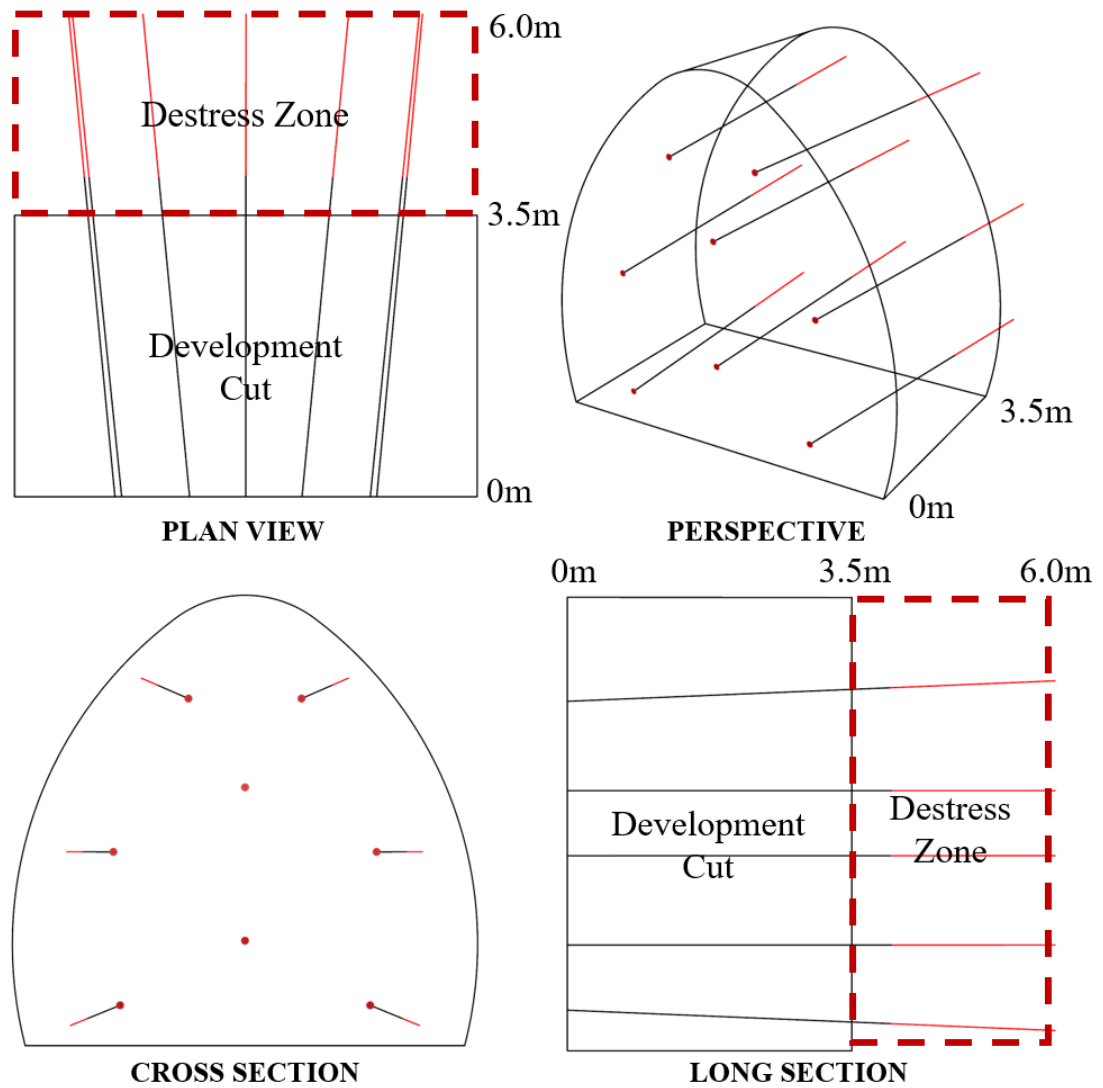 6.0m
Destress Zone
3.5m
Development
Cut
0m
PLAN VIEW
3.5m
0m
PERSPECTIVE
CROSS SECTION
0m
3.5m
6.0m
Development
Cut
Destress
Zone
LONG SECTION